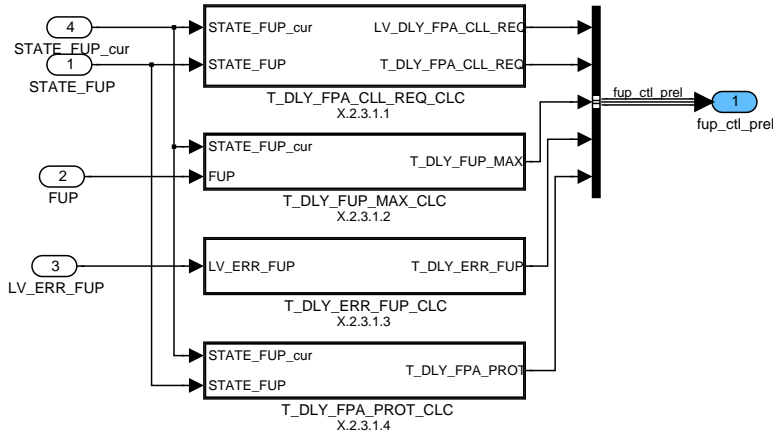 4
STATE_FUP_cur
1
STATE_FUP
STATE_FUP_cur
LV_DLY_FPA_CLL_REQ
STATE_FUP
T_DLY_FPA_CLL_REQ
T_DLY_FPA_CLL_REQ_CLC
X.2.3.1.1
fup_ctl_prel
1
fup_ctl_prel
STATE_FUP_cur
T_DLY_FUP_MAX
FUP
2
FUP
T_DLY_FUP_MAX_CLC
X.2.3.1.2
3
LV_ERR_FUP
LV_ERR_FUP
T_DLY_ERR_FUP
T_DLY_ERR_FUP_CLC
X.2.3.1.3
STATE_FUP_cur
T_DLY_FPA_PROT
STATE_FUP
T_DLY_FPA_PROT_CLC
X.2.3.1.4